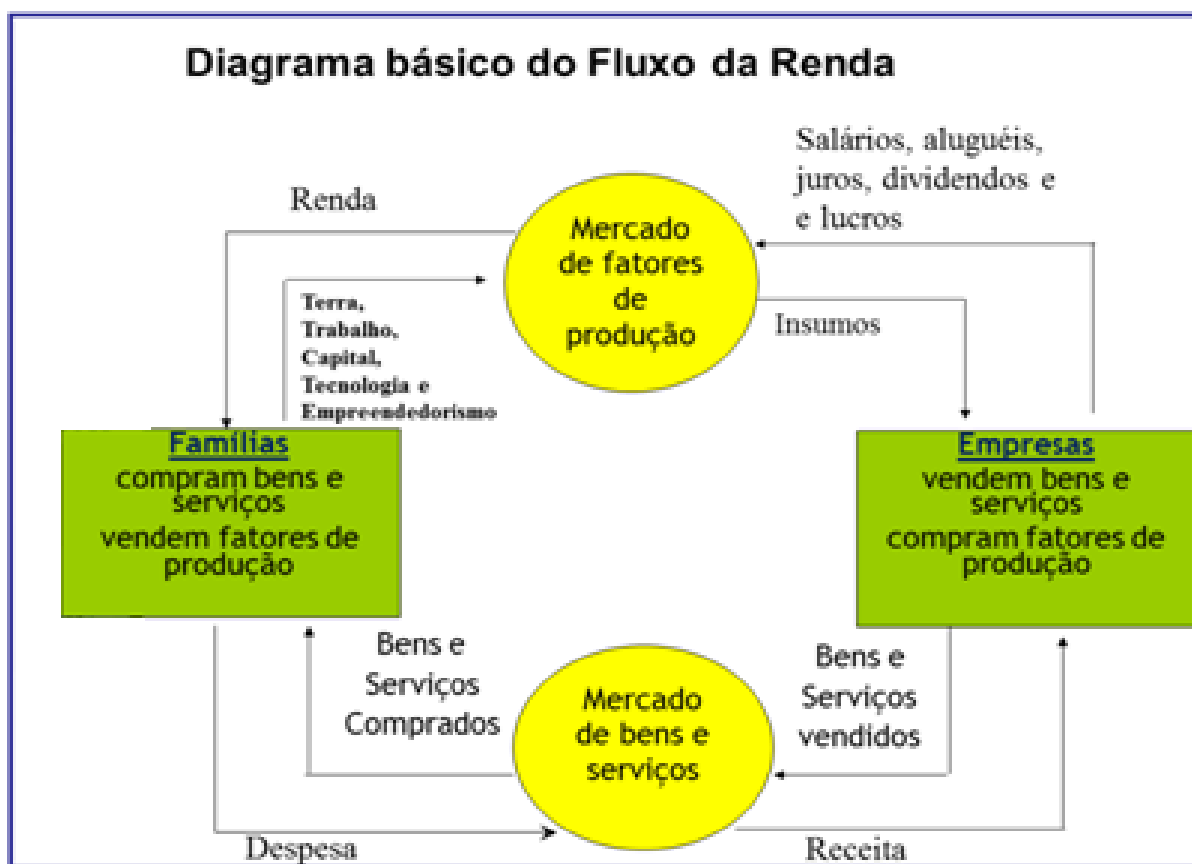 Diagrama básico do Fluxo da Renda
Salários, aluguéis,
juros, dividendos e
e lucros
Renda
Mercado
de fatores
de
produção
Terra,
Trabalho,
Capital,
Tecnologia e
Empreendedorismo
Insumos
Famílias
compram bens e
serviços
vendem fatores de
produção
Empresas
vendem bens e
serviços
compram fatores de
produção
Bens e
Serviços
Comprados
Mercado
de bens e
serviços
Bens e
Serviços
vendidos
Despesa
Receita